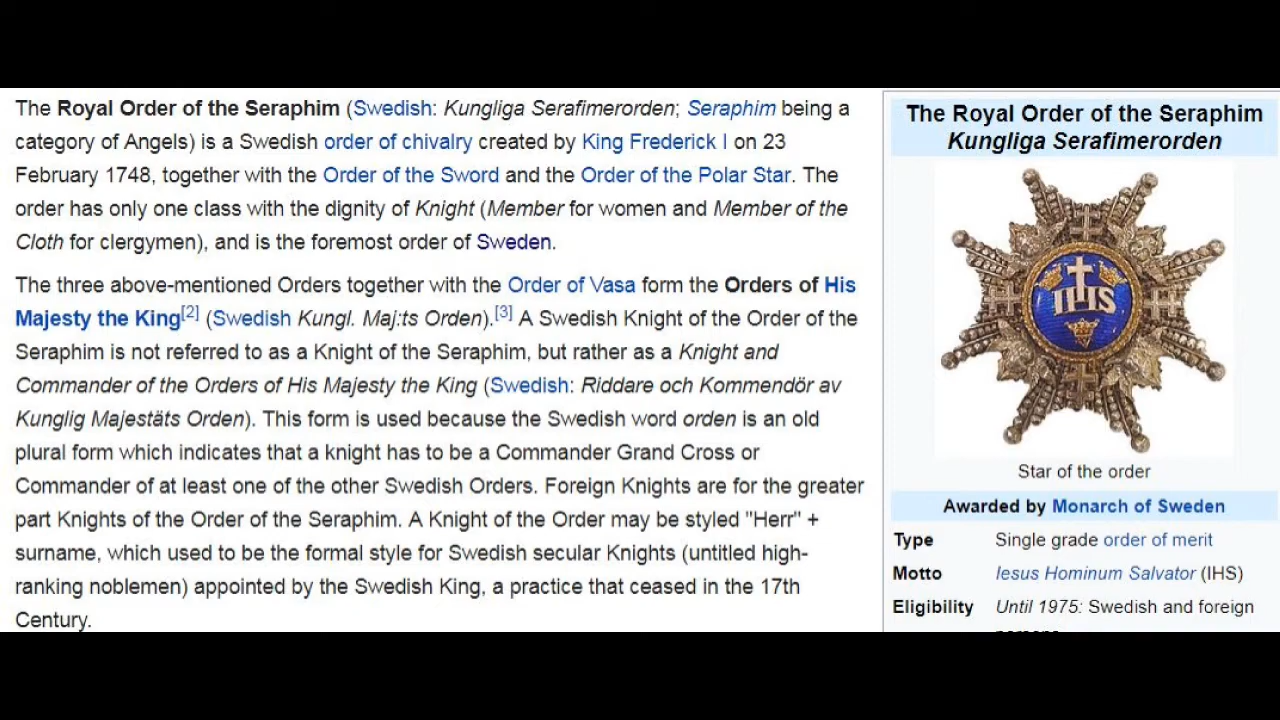 The Royal Order of the Seraphim (Swedish: Kungliga Serafimerorden; Seraphim being a
category of Angels) is a Swedish order of chivalry created by King Frederick I on 23
February 1748, together with the Order of the Sword and the Order of the Polar Star. The
order has only one class with the dignity of Knight (Member for women and Member of the
Cloth for clergymen), and is the foremost order of Sweden.
The three above-mentioned Orders together with the Order of Vasa form the Orders of His
Majesty the King[2] (Swedish Kungl. Maj:ts Orden).[3] A Swedish Knight of the Order of the
Seraphim is not referred to as a Knight of the Seraphim, but rather as a Knight and
Commander of the Orders of His Majesty the King (Swedish: Riddare och Kommendör av
Kunglig Majestäts Orden). This form is used because the Swedish word orden is an old
plural form which indicates that a knight has to be a Commander Grand Cross or
Commander of at least one of the other Swedish Orders. Foreign Knights are for the greater
part Knights of the Order of the Seraphim. A Knight of the Order may be styled "Herr" +
surname, which used to be the formal style for Swedish secular Knights (untitled high-
ranking noblemen) appointed by the Swedish King, a practice that ceased in the 17th
Century.
The Royal Order of the Seraphim
Kungliga Serafimerorden
IHS
Star of the order
Awarded by Monarch of Sweden
Type Single grade order of merit
Motto Iesus Hominum Salvator (IHS)
Eligibility Until 1975: Swedish and foreign